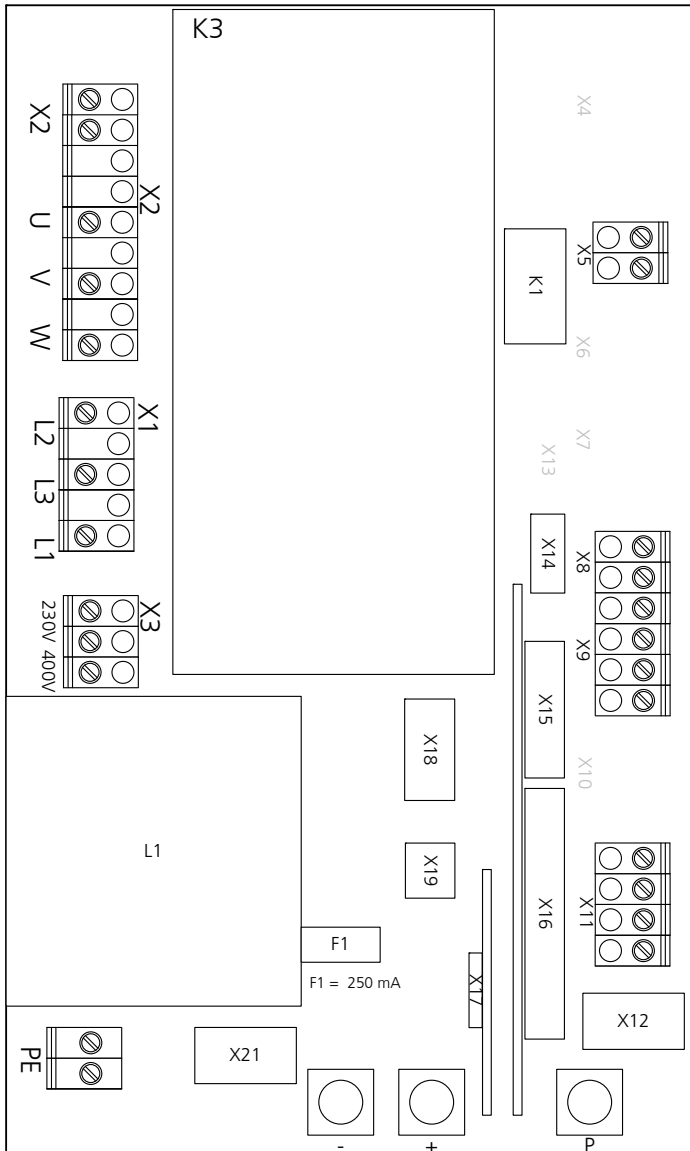 K3
X2
X4
X2
U
X5
K1
V
W
X6
X1
L2
X7
X13
L3
L1
X14
X8
X3
230V 400V
X9
X15
X18
X10
L1
X19
X16
X11
F1
F1 = 250 mA
X17
X12
PE
X21
-
+
P